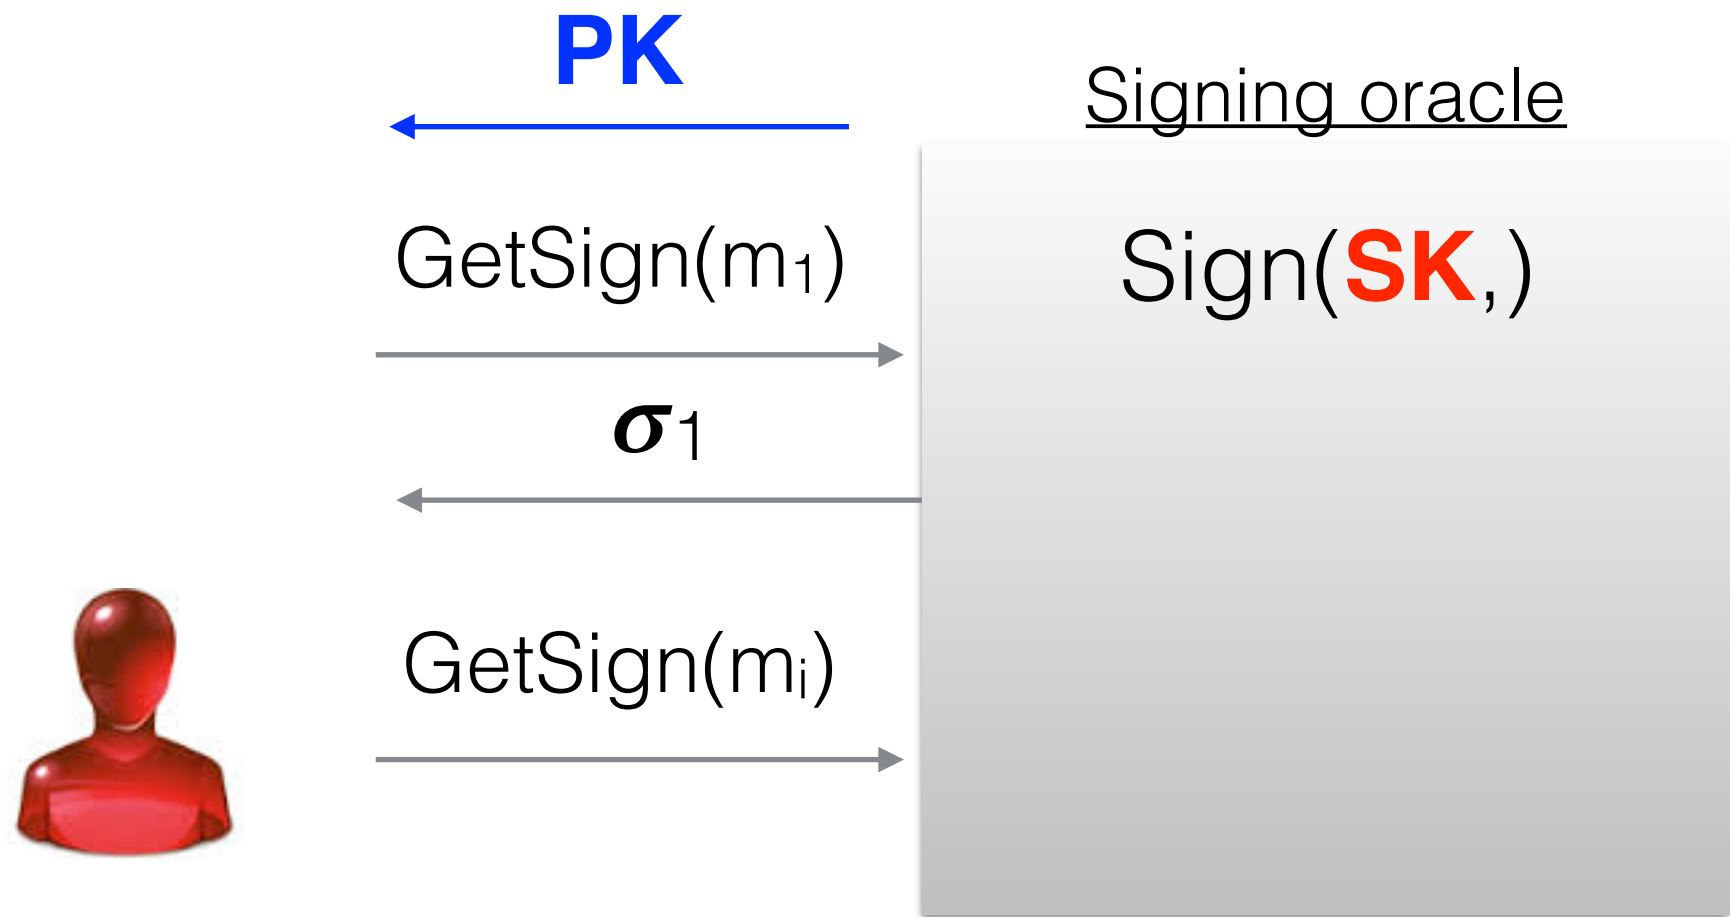 PK
Signing oracle
GetSign(m₁)
Sign(SK,)
σ₁
GetSign(mᵢ)